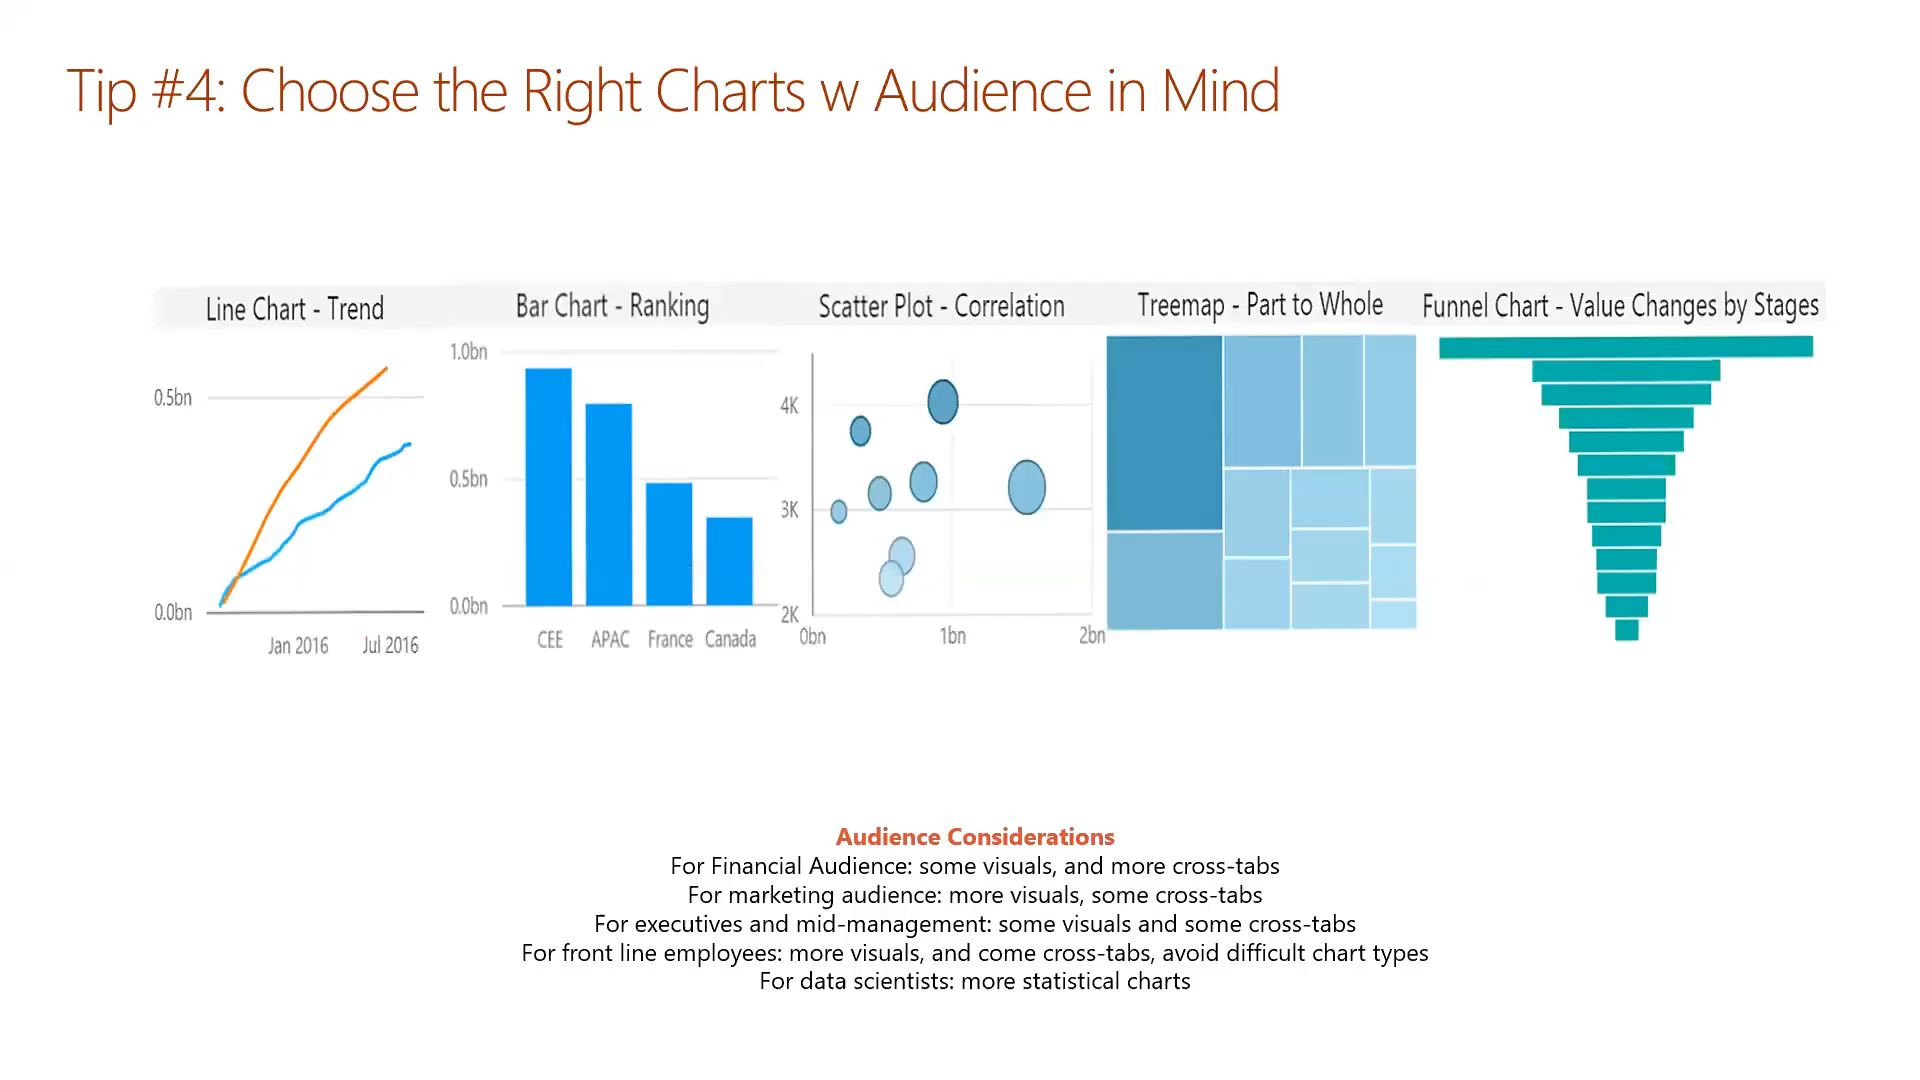 Tip #4: Choose the Right Charts w Audience in Mind
Line Chart - Trend
0.5bn
0.0bn
Jan 2016 Jul 2016
Bar Chart - Ranking
1.0bn
0.5bn
0.0bn
CEE APAC France Canada
Scatter Plot - Correlation
4K
3K
2K
0bn 1bn 2bn
Treemap - Part to Whole
Funnel Chart - Value Changes by Stages
Audience Considerations
For Financial Audience: some visuals, and more cross-tabs
For marketing audience: more visuals, some cross-tabs
For executives and mid-management: some visuals and some cross-tabs
For front line employees: more visuals, and come cross-tabs, avoid difficult chart types
For data scientists: more statistical charts